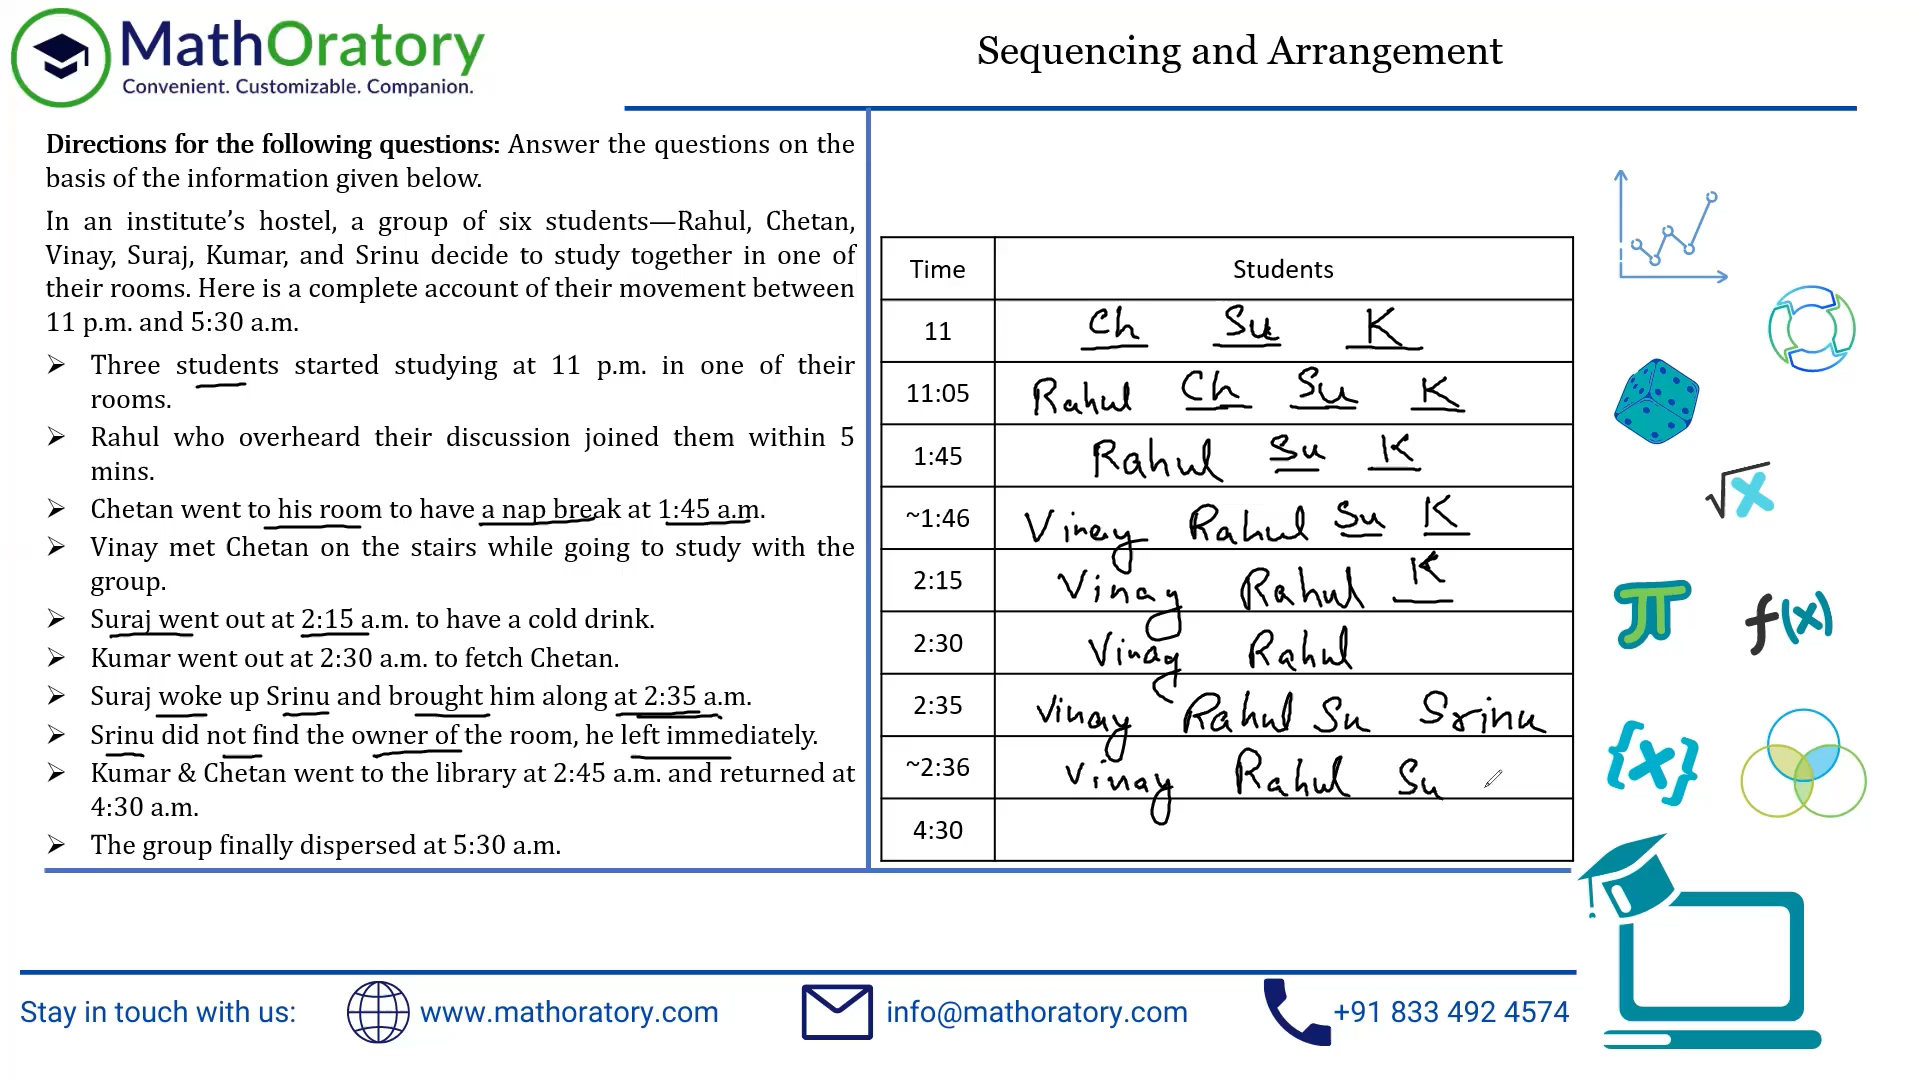 MathOratory
Convenient. Customizable. Companion.
Sequencing and Arrangement
Directions for the following questions: Answer the questions on the
basis of the information given below.
In an institute’s hostel, a group of six students—Rahul, Chetan,
Vinay, Suraj, Kumar, and Srinu decide to study together in one of
their rooms. Here is a complete account of their movement between
11 p.m. and 5:30 a.m.
➢ Three students started studying at 11 p.m. in one of their
rooms.
➢ Rahul who overheard their discussion joined them within 5
mins.
➢ Chetan went to his room to have a nap break at 1:45 a.m.
➢ Vinay met Chetan on the stairs while going to study with the
group.
➢ Suraj went out at 2:15 a.m. to have a cold drink.
➢ Kumar went out at 2:30 a.m. to fetch Chetan.
➢ Suraj woke up Srinu and brought him along at 2:35 a.m.
➢ Srinu did not find the owner of the room, he left immediately.
➢ Kumar & Chetan went to the library at 2:45 a.m. and returned at
4:30 a.m.
➢ The group finally dispersed at 5:30 a.m.
Time Students
11 Ch Su K
11:05 Rahul Ch Su K
1:45 Rahul Su K
~1:46 Vinay Rahul Su K
2:15 Vinay Rahul K
2:30 Vinay Rahul
2:35 Vinay Rahul Su Srinu
~2:36 Vinay Rahul Su
4:30
√x
π f(x)
{x}
Stay in touch with us: www.mathoratory.com info@mathoratory.com +91 833 492 4574